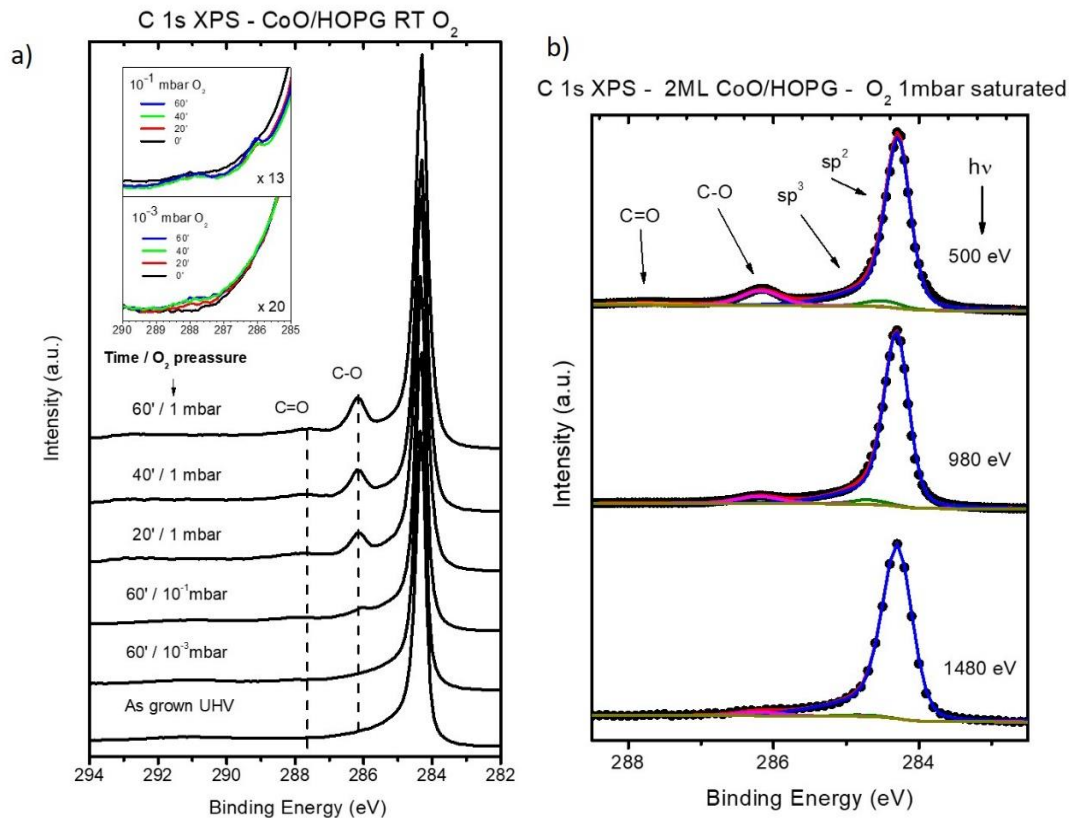 C 1s XPS - CoO/HOPG RT O₂
a)
10⁻¹ mbar O₂
60'
40'
20'
0'
x 13
10⁻³ mbar O₂
60'
40'
20'
0'
x 20
290 289 288 287 286 285
Time / O₂ preassure
60' / 1 mbar
C=O
C-O
40' / 1 mbar
20' / 1 mbar
60' / 10⁻¹mbar
60' / 10⁻³mbar
As grown UHV
Intensity (a.u.)
294 292 290 288 286 284 282
Binding Energy (eV)
b)
C 1s XPS - 2ML CoO/HOPG - O₂ 1mbar saturated
C=O
C-O
sp³
sp²
hν
500 eV
980 eV
1480 eV
Intensity (a.u.)
288 286 284
Binding Energy (eV)